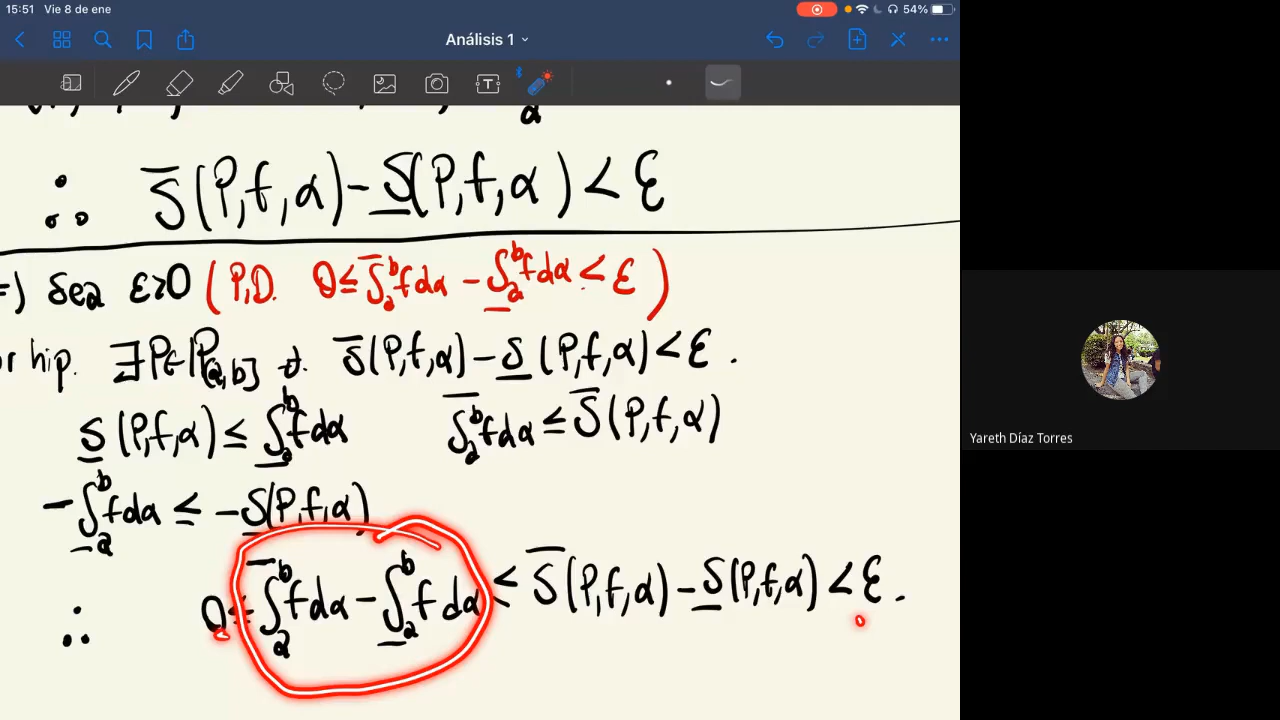 15:51 Vie 8 de ene
54%
Análisis 1
∴ S̅(P,f,α) - S̲(P,f,α) < ε
⇐) Sea ε>0 (P.D. 0 ≤ ∫̅ₐᵇ f dα - ∫̲ₐᵇ f dα < ε)
or hip. ∃ P ∈ ℙ[a,b] t. S̅(P,f,α) - S̲(P,f,α) < ε.
S̲(P,f,α) ≤ ∫̲ₐᵇ f dα ∫̅ₐᵇ f dα ≤ S̅(P,f,α)
-∫̲ₐᵇ f dα ≤ -S̲(P,f,α)
∴ 0 ≤ ∫̅ₐᵇ f dα - ∫̲ₐᵇ f dα ≤ S̅(P,f,α) - S̲(P,f,α) < ε.
Yareth Díaz Torres